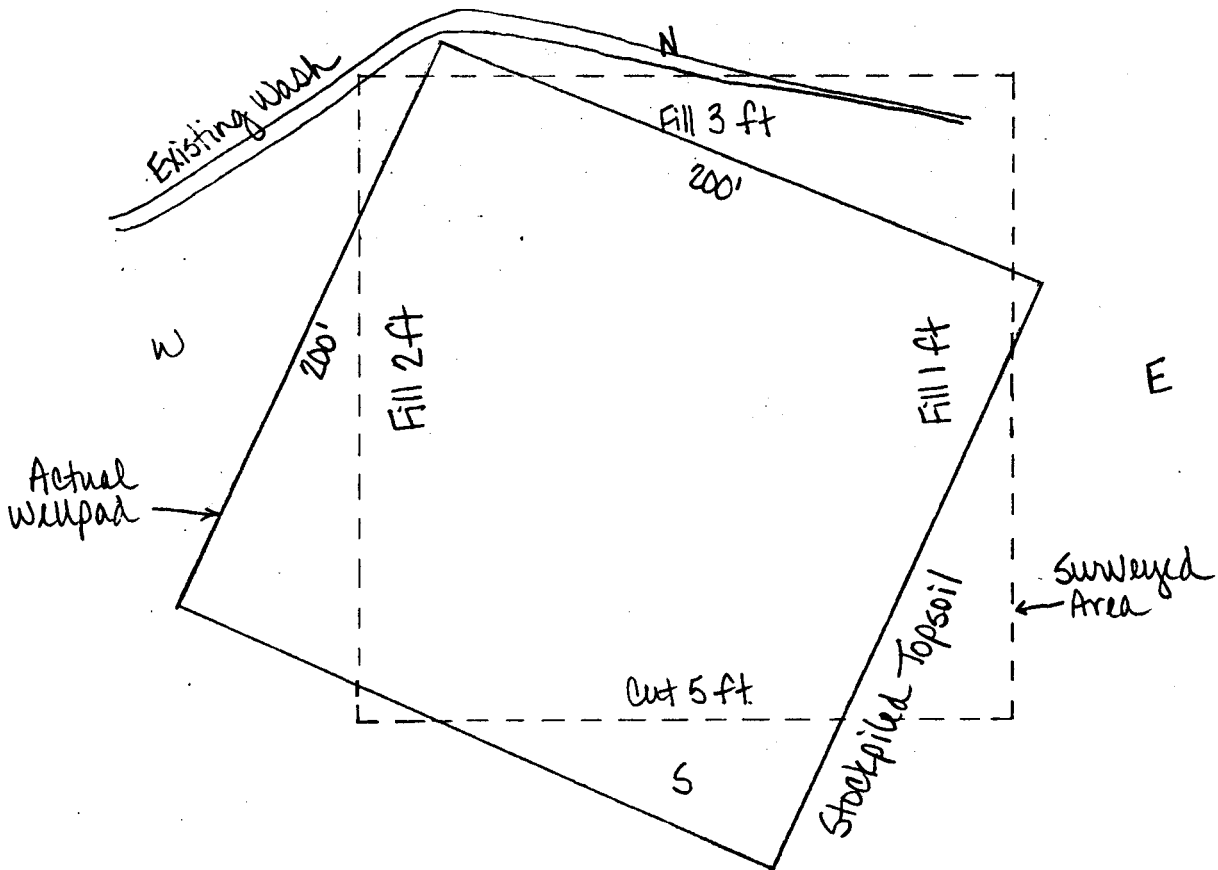 N
Existing Wash
Fill 3 ft
200'
W
200'
Fill 2 ft
Fill 1 ft
E
Actual
Wellpad
Surveyed
Area
Stockpiled Topsoil
Cut 5 ft.
S